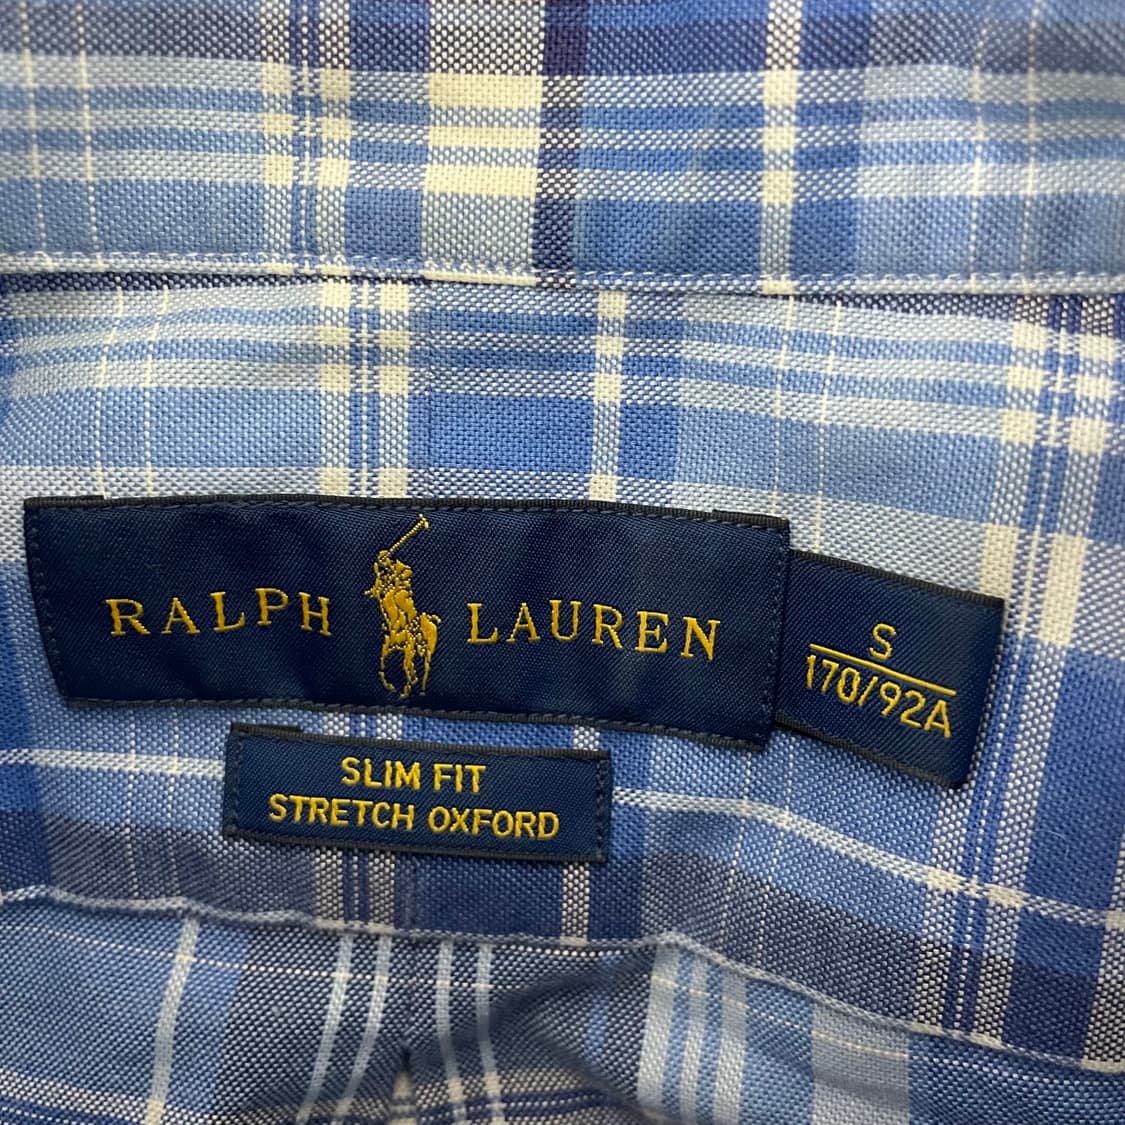 RALPH LAUREN
S
170/92A
SLIM FIT
STRETCH OXFORD